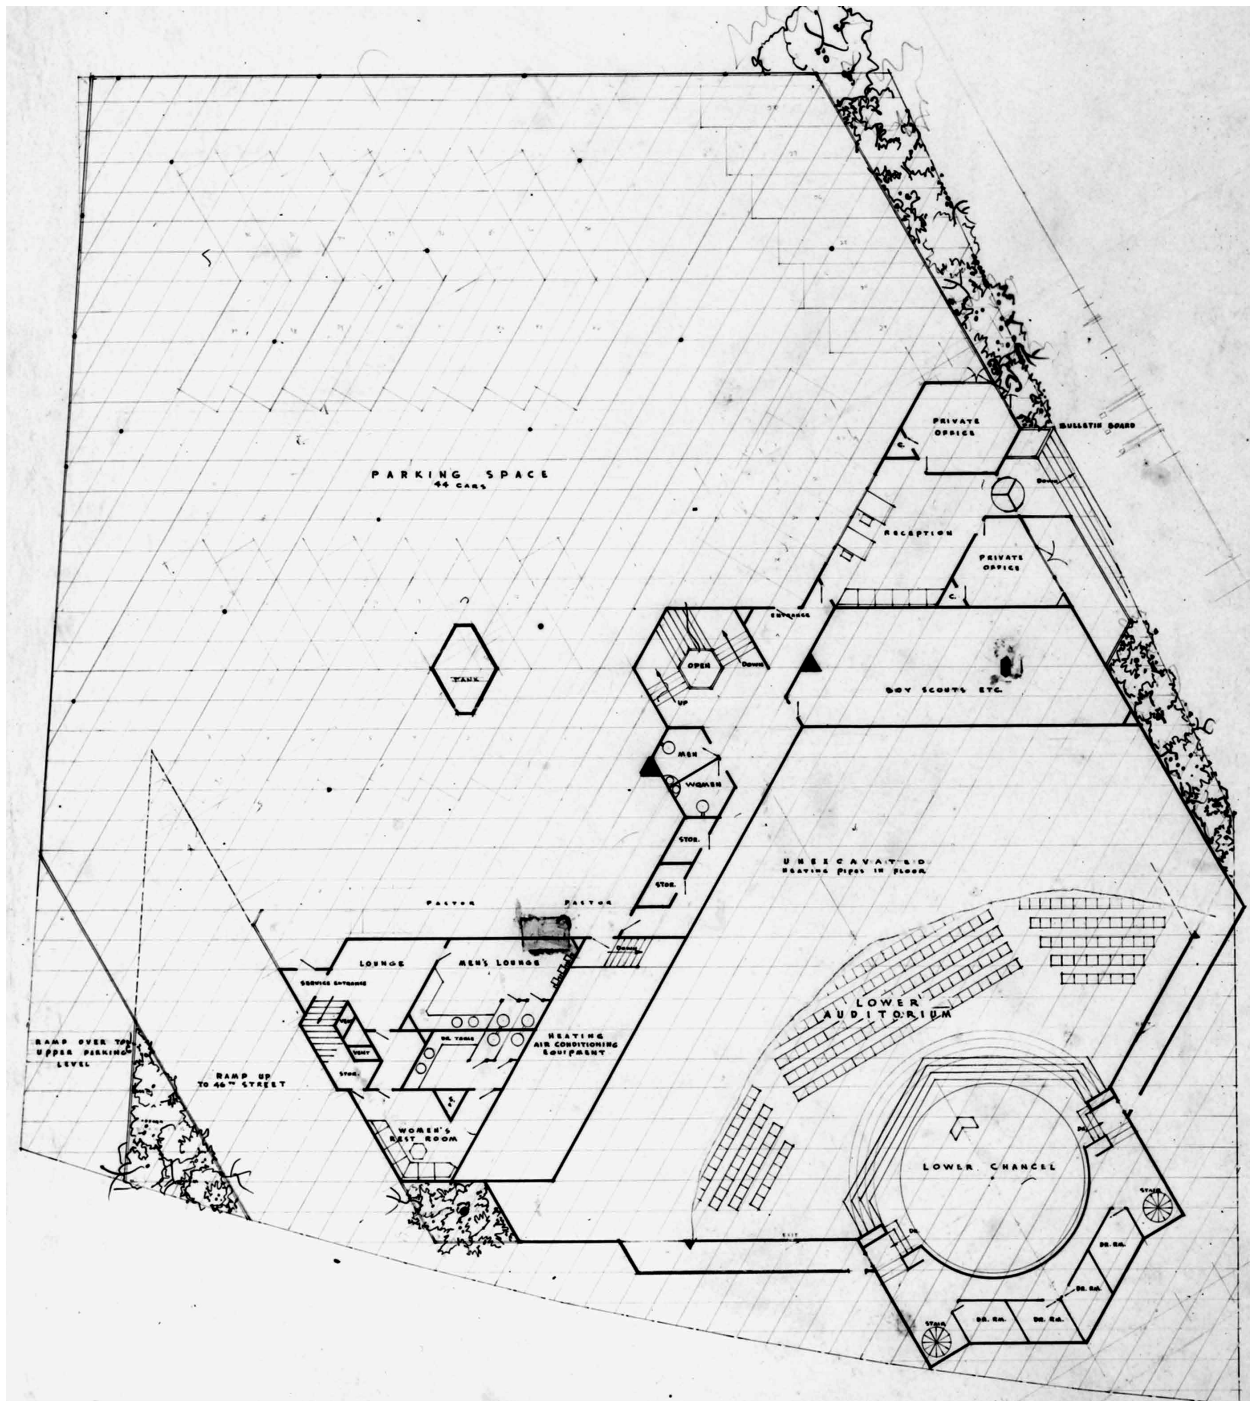 BULLETIN BOARD
PRIVATE
OFFICE
C.
PARKING SPACE
44 CARS
DOWN
RECEPTION
PRIVATE
OFFICE
C.
ENTRANCE
OPEN
DOWN
TANK
BOY SCOUTS ETC.
UP
MEN
WOMEN
STOR.
UNEXCAVATED
HEATING PIPES IN FLOOR
STOR.
PASTOR
PASTOR
DOWN
LOUNGE
MEN'S LOUNGE
SERVICE ENTRANCE
LOWER
AUDITORIUM
VENT
RAMP OVER TO
UPPER PARKING
LEVEL
HEATING
AIR CONDITIONING
EQUIPMENT
VENT
STOR.
RAMP UP
TO 46TH STREET
WOMEN'S
REST ROOM
LOWER CHANCEL
STAIR
EXIT
DR. RM.
DR. RM.
STAIR
DR. RM.
DR. RM.